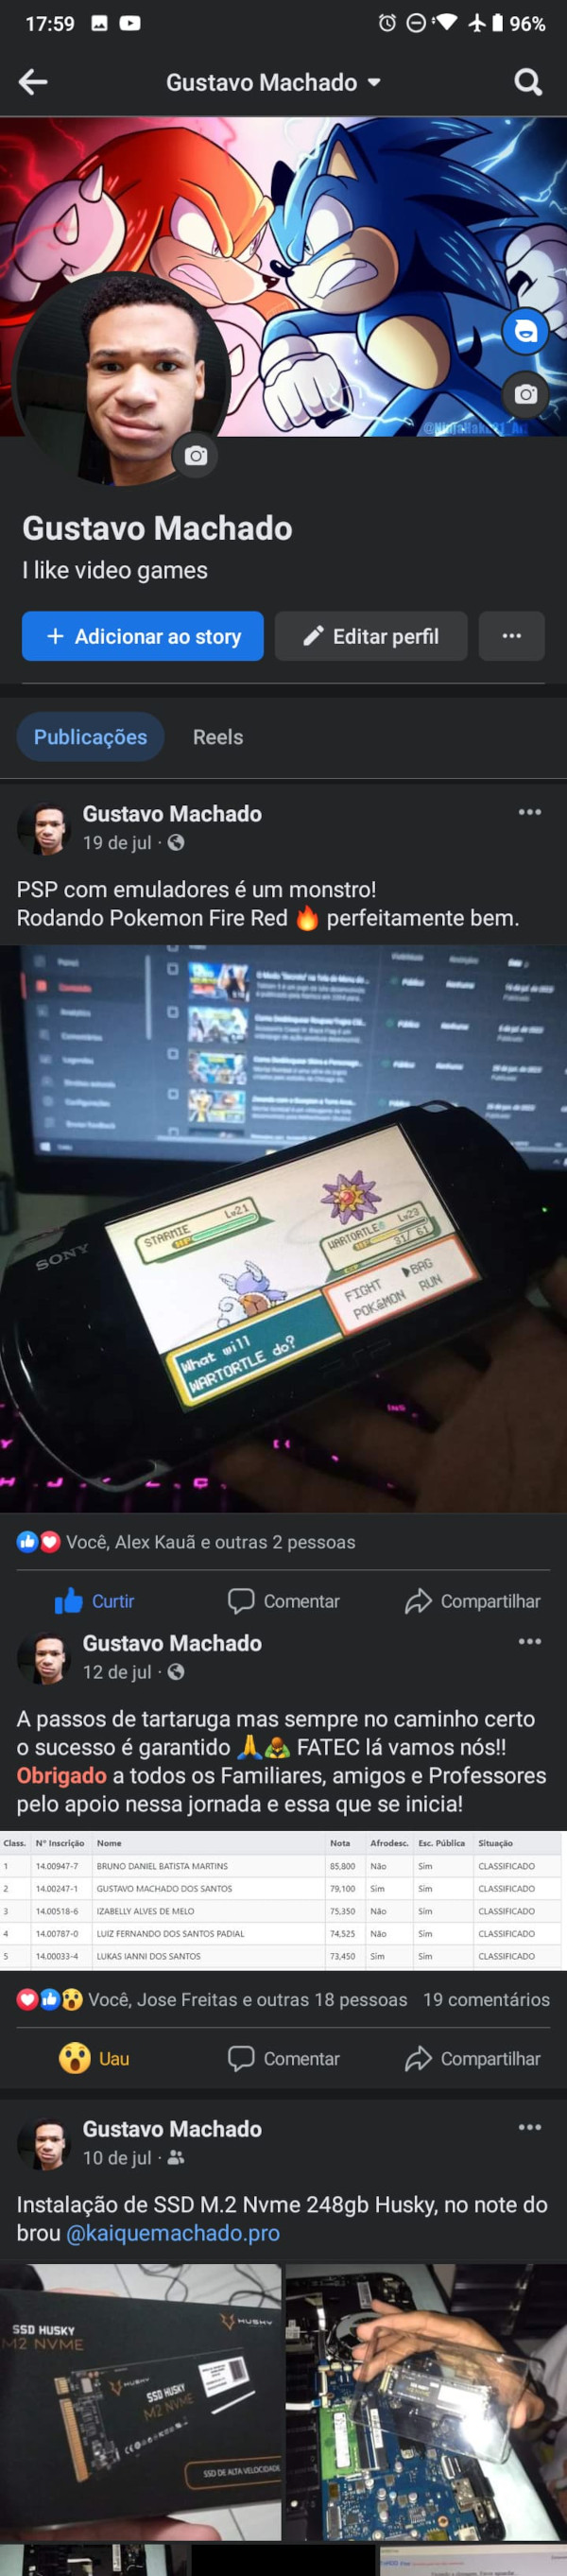 17:59
96%
Gustavo Machado
Gustavo Machado
I like video games
+ Adicionar ao story
Editar perfil
Publicações
Reels
Gustavo Machado
19 de jul
PSP com emuladores é um monstro!
Rodando Pokemon Fire Red 🔥 perfeitamente bem.
SONY
STARMIE Lv21
HP
WARTORTLE Lv23
HP
31/ 61
What will
WARTORTLE do?
FIGHT BAG
POKéMON RUN
Você, Alex Kauã e outras 2 pessoas
Curtir
Comentar
Compartilhar
Gustavo Machado
12 de jul
A passos de tartaruga mas sempre no caminho certo
o sucesso é garantido 🙏 FATEC lá vamos nós!!
Obrigado a todos os Familiares, amigos e Professores
pelo apoio nessa jornada e essa que se inicia!
Class. Nº Inscrição Nome Nota Afrodesc. Esc. Pública Situação
1 14.00947-7 BRUNO DANIEL BATISTA MARTINS 85,800 Não Sim CLASSIFICADO
2 14.00247-1 GUSTAVO MACHADO DOS SANTOS 79,100 Sim Sim CLASSIFICADO
3 14.00518-6 IZABELLY ALVES DE MELO 75,350 Não Sim CLASSIFICADO
4 14.00787-0 LUIZ FERNANDO DOS SANTOS PADIAL 74,525 Não Sim CLASSIFICADO
5 14.00033-4 LUKAS IANNI DOS SANTOS 73,450 Sim Sim CLASSIFICADO
Você, Jose Freitas e outras 18 pessoas 19 comentários
Uau
Comentar
Compartilhar
Gustavo Machado
10 de jul
Instalação de SSD M.2 Nvme 248gb Husky, no note do
brou @kaiquemachado.pro
SSD HUSKY
M2 NVME
HUSKY
HUSKY
SSD HUSKY
M2 NVME
SSD DE ALTA VELOCIDADE